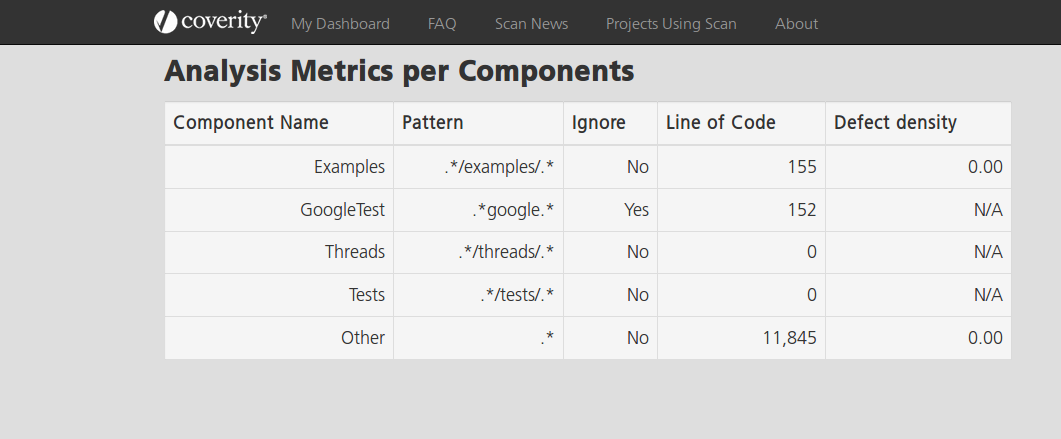 coverity® My Dashboard FAQ Scan News Projects Using Scan About
Analysis Metrics per Components
Component Name Pattern Ignore Line of Code Defect density
Examples .*/examples/.* No 155 0.00
GoogleTest .*google.* Yes 152 N/A
Threads .*/threads/.* No 0 N/A
Tests .*/tests/.* No 0 N/A
Other .* No 11,845 0.00